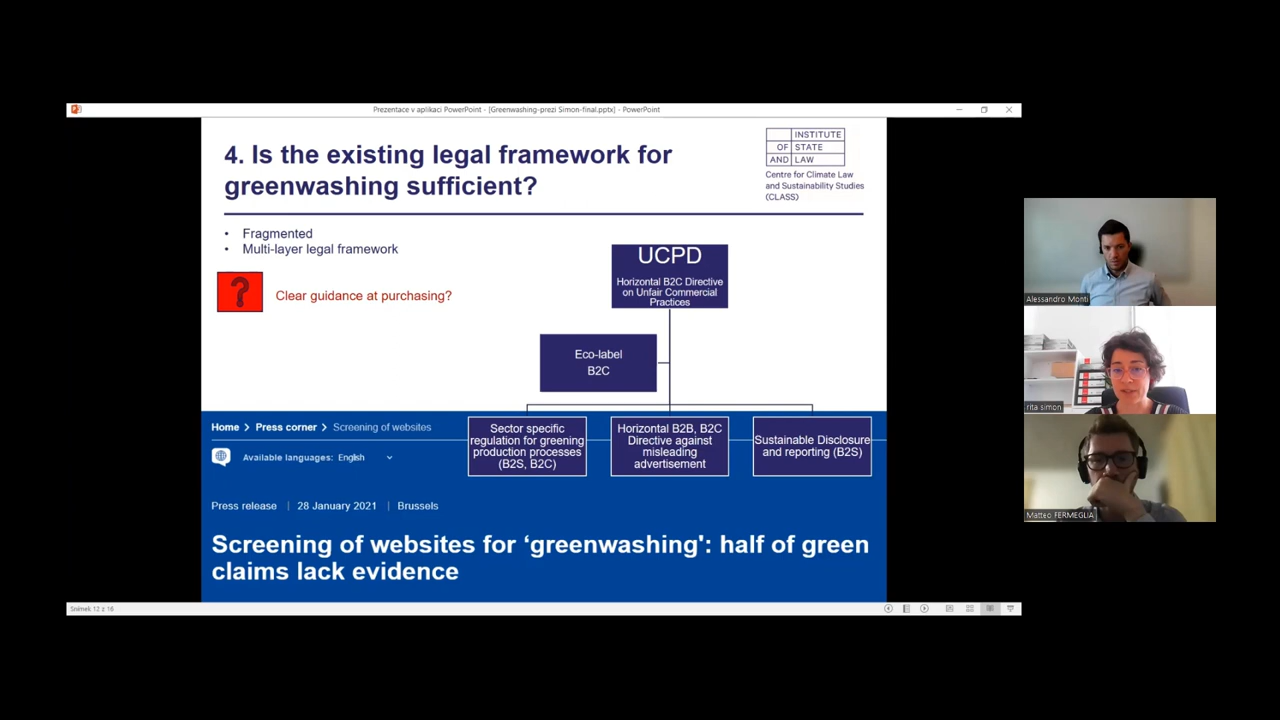 Prezentace v aplikaci PowerPoint - [Greenwashing-prezi Simon-final.pptx] - PowerPoint
4. Is the existing legal framework for
greenwashing sufficient?
INSTITUTE
OF STATE
AND LAW
Centre for Climate Law
and Sustainability Studies
(CLASS)
• Fragmented
• Multi-layer legal framework
?
Clear guidance at purchasing?
UCPD
Horizontal B2C Directive
on Unfair Commercial
Practices
Eco-label
B2C
Sector specific
regulation for greening
production processes
(B2S, B2C)
Horizontal B2B, B2C
Directive against
misleading
advertisement
Sustainable Disclosure
and reporting (B2S)
Home > Press corner > Screening of websites
Available languages: English
Press release | 28 January 2021 | Brussels
Screening of websites for ‘greenwashing': half of green
claims lack evidence
Snímek 12 z 16
Alessandro Monti
rita simon
Matteo FERMEGLIA